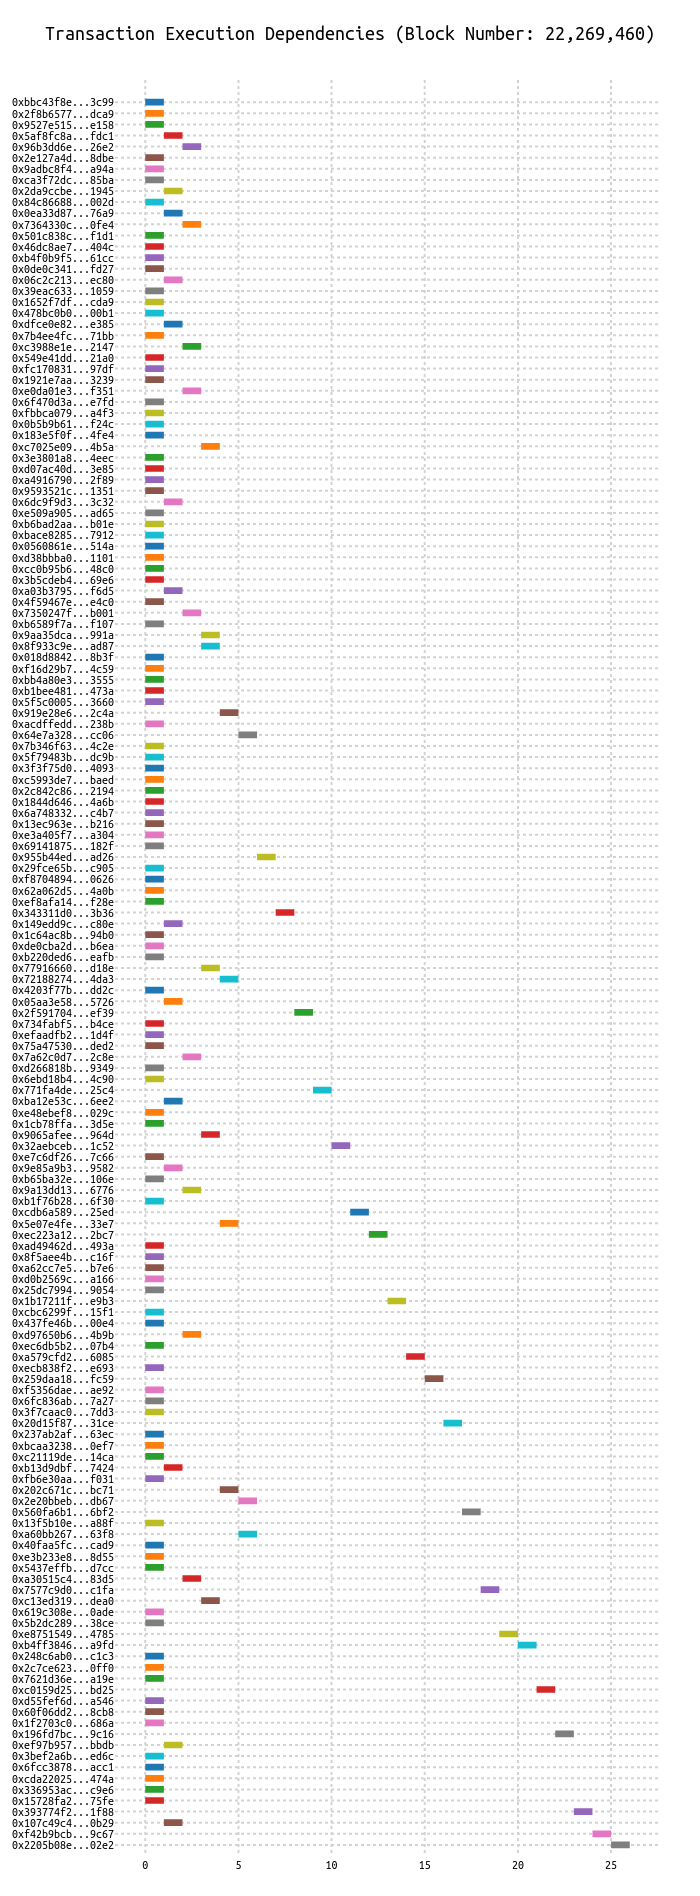 Transaction Execution Dependencies (Block Number: 22,269,460)
0xbbc43f8e...3c99
0x2f8b6577...dca9
0x9527e515...e158
0x5af8fc8a...fdc1
0x96b3dd6e...26e2
0x2e127a4d...8dbe
0x9adbc8f4...a94a
0xca3f72dc...85ba
0x2da9ccbe...1945
0x84c86688...002d
0x0ea33d87...76a9
0x7364330c...0fe4
0x501c838c...f1d1
0x46dc8ae7...404c
0xb4f0b9f5...61cc
0x0de0c341...fd27
0x06c2c213...ec80
0x39eac633...1059
0x1652f7df...cda9
0x478bc0b0...00b1
0xdfce0e82...e385
0x7b4ee4fc...71bb
0xc3988e1e...2147
0x549e41dd...21a0
0xfc170831...97df
0x1921e7aa...3239
0xe0da01e3...f351
0x6f470d3a...e7fd
0xfbbca079...a4f3
0x0b5b9b61...f24c
0x183e5f0f...4fe4
0xc7025e09...4b5a
0x3e3801a8...4eec
0xd07ac40d...3e85
0xa4916790...2f89
0x9593521c...1351
0x6dc9f9d3...3c32
0xe509a905...ad65
0xb6bad2aa...b01e
0xbace8285...7912
0x0560861e...514a
0xd38bbba0...1101
0xcc0b95b6...48c0
0x3b5cdeb4...69e6
0xa03b3795...f6d5
0x4f59467e...e4c0
0x7350247f...b001
0xb6589f7a...f107
0x9aa35dca...991a
0x8f933c9e...ad87
0x018d8842...8b3f
0xf16d29b7...4c59
0xbb4a80e3...3555
0xb1bee481...473a
0x5f5c0005...3660
0x919e28e6...2c4a
0xacdffedd...238b
0x64e7a328...cc06
0x7b346f63...4c2e
0x5f79483b...dc9b
0x3f3f75d0...4093
0xc5993de7...baed
0x2c842c86...2194
0x1844d646...4a6b
0x6a748332...c4b7
0x13ec963e...b216
0xe3a405f7...a304
0x69141875...182f
0x955b44ed...ad26
0x29fce65b...c905
0xf8704894...0626
0x62a062d5...4a0b
0xef8afa14...f28e
0x343311d0...3b36
0x149edd9c...c80e
0x1c64ac8b...94b0
0xde0cba2d...b6ea
0xb220ded6...eafb
0x77916660...d18e
0x72188274...4da3
0x4203f77b...dd2c
0x05aa3e58...5726
0x2f591704...ef39
0x734fabf5...b4ce
0xefaadfb2...1d4f
0x75a47530...ded2
0x7a62c0d7...2c8e
0xd266818b...9349
0x6ebd18b4...4c90
0x771fa4de...25c4
0xba12e53c...6ee2
0xe48ebef8...029c
0x1cb78ffa...3d5e
0x9065afee...964d
0x32aebceb...1c52
0xe7c6df26...7c66
0x9e85a9b3...9582
0xb65ba32e...106e
0x9a13dd13...6776
0xb1f76b28...6f30
0xcdb6a589...25ed
0x5e07e4fe...33e7
0xec223a12...2bc7
0xad49462d...493a
0x8f5aee4b...c16f
0xa62cc7e5...b7e6
0xd0b2569c...a166
0x25dc7994...9054
0x1b17211f...e9b3
0xcbc6299f...15f1
0x437fe46b...00e4
0xd97650b6...4b9b
0xec6db5b2...07b4
0xa579cfd2...6085
0xecb838f2...e693
0x259daa18...fc59
0xf5356dae...ae92
0x6fc836ab...7a27
0x3f7caac0...7dd3
0x20d15f87...31ce
0x237ab2af...63ec
0xbcaa3238...0ef7
0xc21119de...14ca
0xb13d9dbf...7424
0xfb6e30aa...f031
0x202c671c...bc71
0x2e20bbeb...db67
0x560fa6b1...6bf2
0x13f5b10e...a88f
0xa60bb267...63f8
0x40faa5fc...cad9
0xe3b233e8...8d55
0x5437effb...d7cc
0xa30515c4...83d5
0x7577c9d0...c1fa
0xc13ed319...dea0
0x619c308e...0ade
0x5b2dc289...38ce
0xe8751549...4785
0xb4ff3846...a9fd
0x248c6ab0...c1c3
0x2c7ce623...0ff0
0x7621d36e...a19e
0xc0159d25...bd25
0xd55fef6d...a546
0x60f06dd2...8cb8
0x1f2703c0...686a
0x196fd7bc...9c16
0xef97b957...bbdb
0x3bef2a6b...ed6c
0x6fcc3878...acc1
0xcda22025...474a
0x336953ac...c9e6
0x15728fa2...75fe
0x393774f2...1f88
0x107c49c4...0b29
0xf42b9bcb...9c67
0x2205b08e...02e2
0 5 10 15 20 25